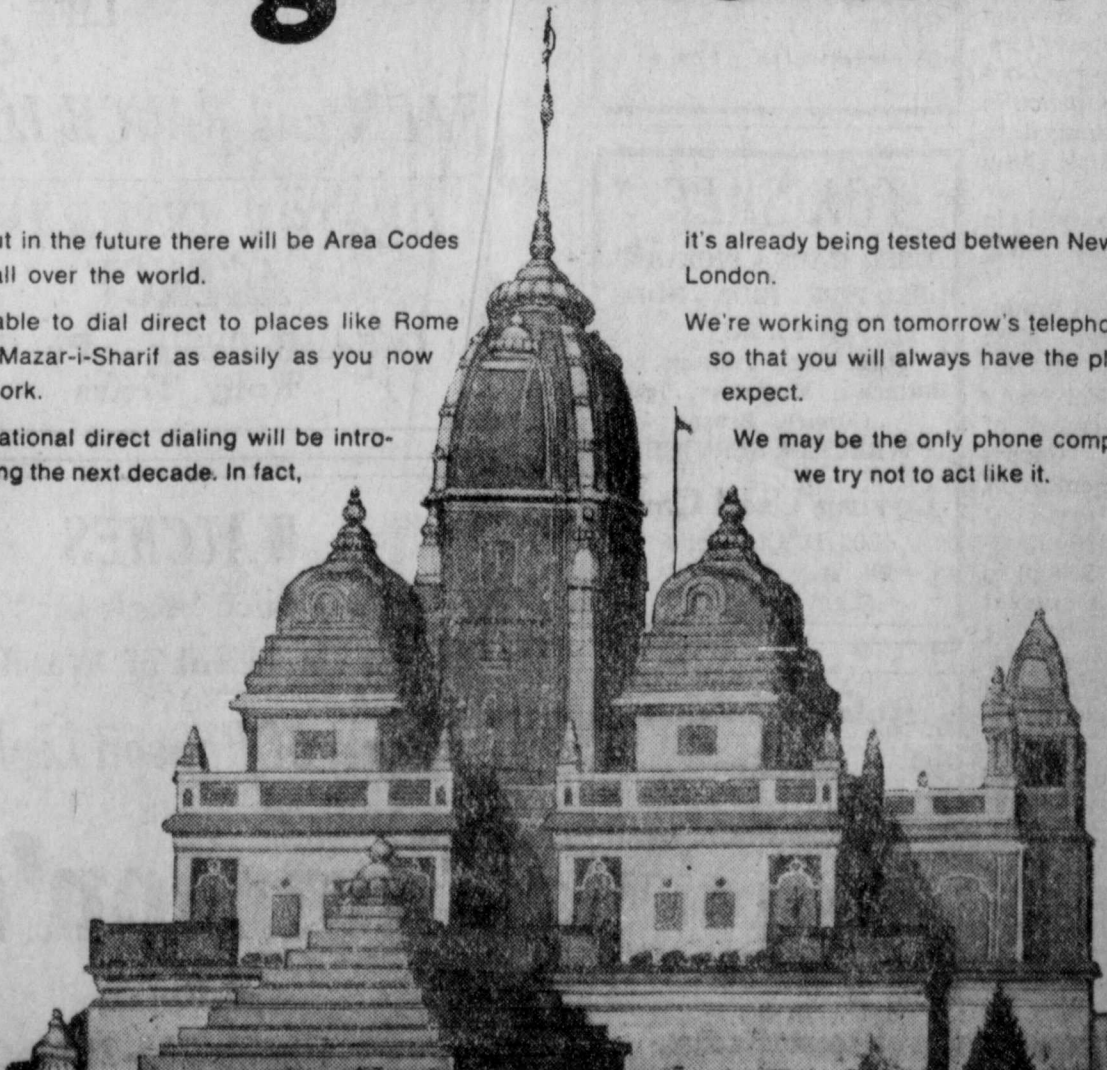 ut in the future there will be Area Codes
all over the world.
able to dial direct to places like Rome
Mazar-i-Sharif as easily as you now
ork.
ational direct dialing will be intro-
ng the next decade. In fact,
it's already being tested between New
London.
We're working on tomorrow's telepho
so that you will always have the pl
expect.
We may be the only phone comp
we try not to act like it.